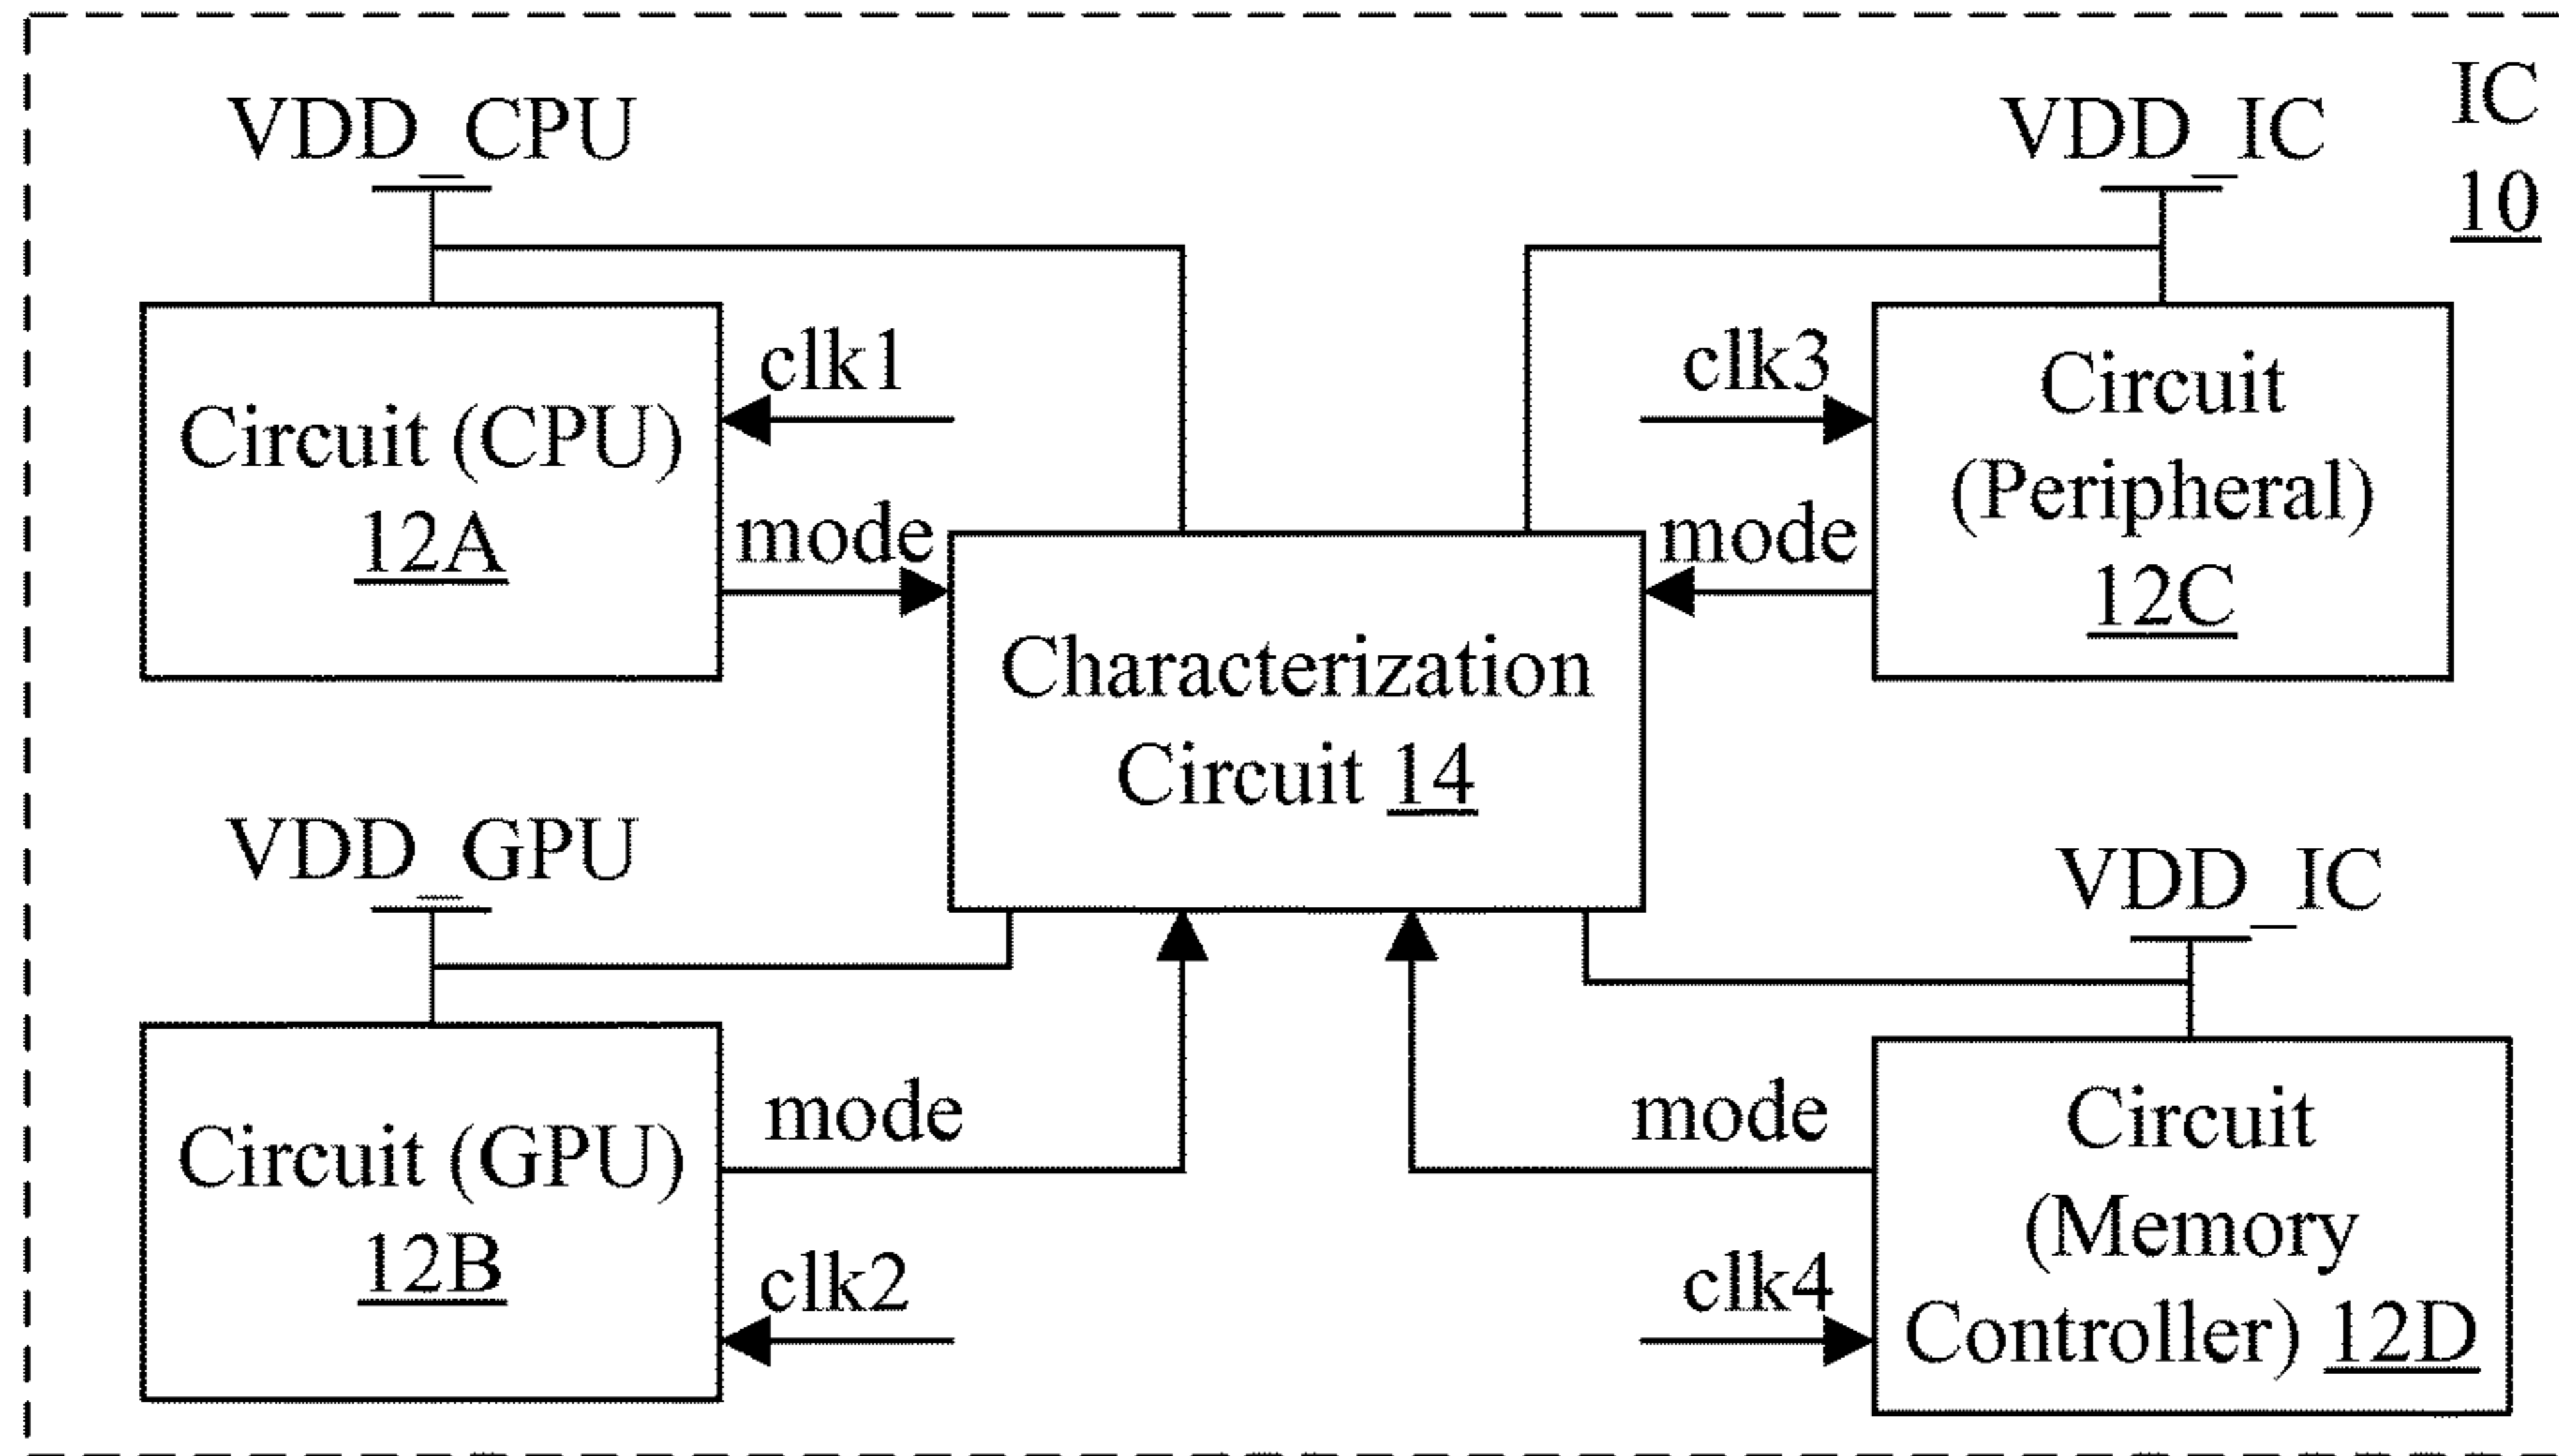 IC
10
VDD_CPU
VDD_IC
clk1
clk3
Circuit (CPU)
12A
mode
mode
Circuit
(Peripheral)
12C
Characterization
Circuit 14
VDD_GPU
VDD_IC
Circuit (GPU)
12B
mode
clk2
mode
clk4
Circuit
(Memory
Controller) 12D